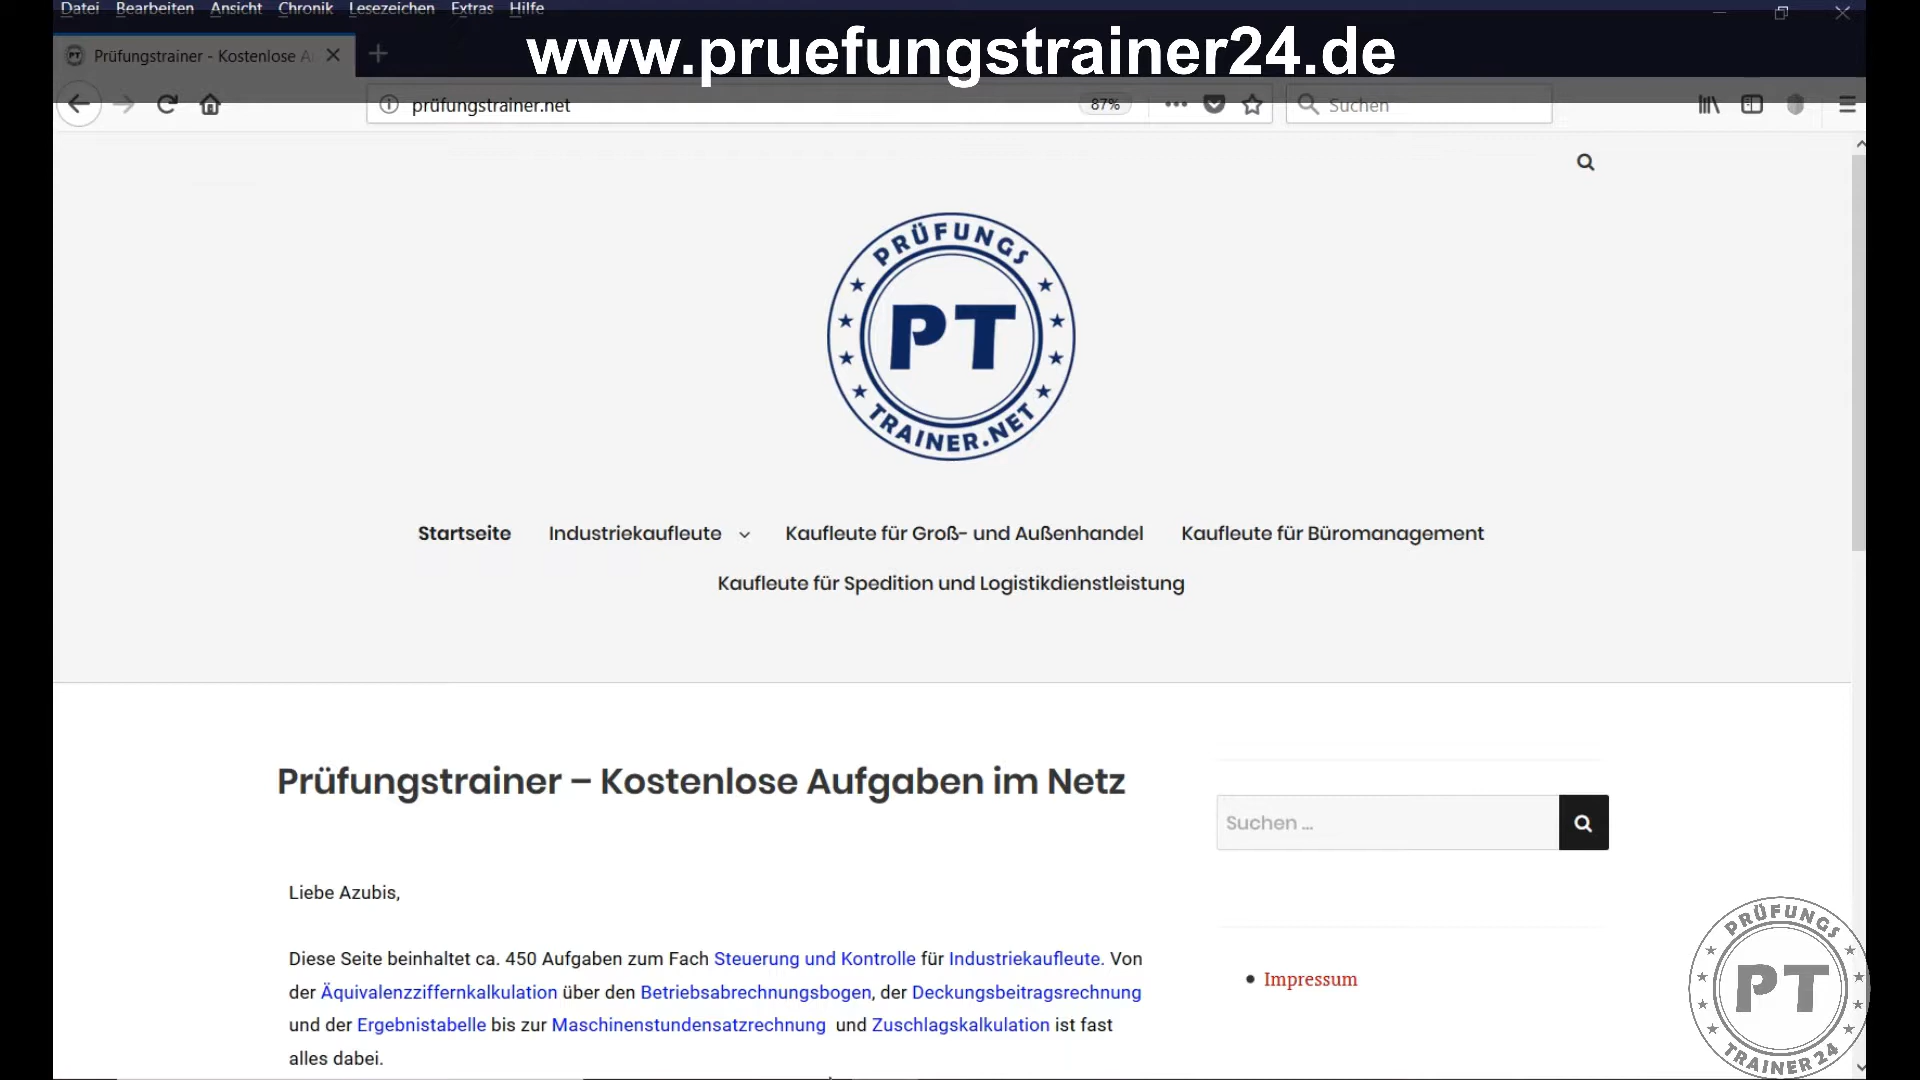 Datei Bearbeiten Ansicht Chronik Lesezeichen Extras Hilfe
www.pruefungstrainer24.de
Prüfungstrainer - Kostenlose A
prüfungstrainer.net
87%
Suchen
PRÜFUNGS
PT
TRAINER.NET
Startseite Industriekaufleute Kaufleute für Groß- und Außenhandel Kaufleute für Büromanagement
Kaufleute für Spedition und Logistikdienstleistung
Prüfungstrainer – Kostenlose Aufgaben im Netz
Suchen ...
Liebe Azubis,
Diese Seite beinhaltet ca. 450 Aufgaben zum Fach Steuerung und Kontrolle für Industriekaufleute. Von
der Äquivalenzziffernkalkulation über den Betriebsabrechnungsbogen, der Deckungsbeitragsrechnung
und der Ergebnistabelle bis zur Maschinenstundensatzrechnung und Zuschlagskalkulation ist fast
alles dabei.
Impressum
PRÜFUNGS
PT
TRAINER 24